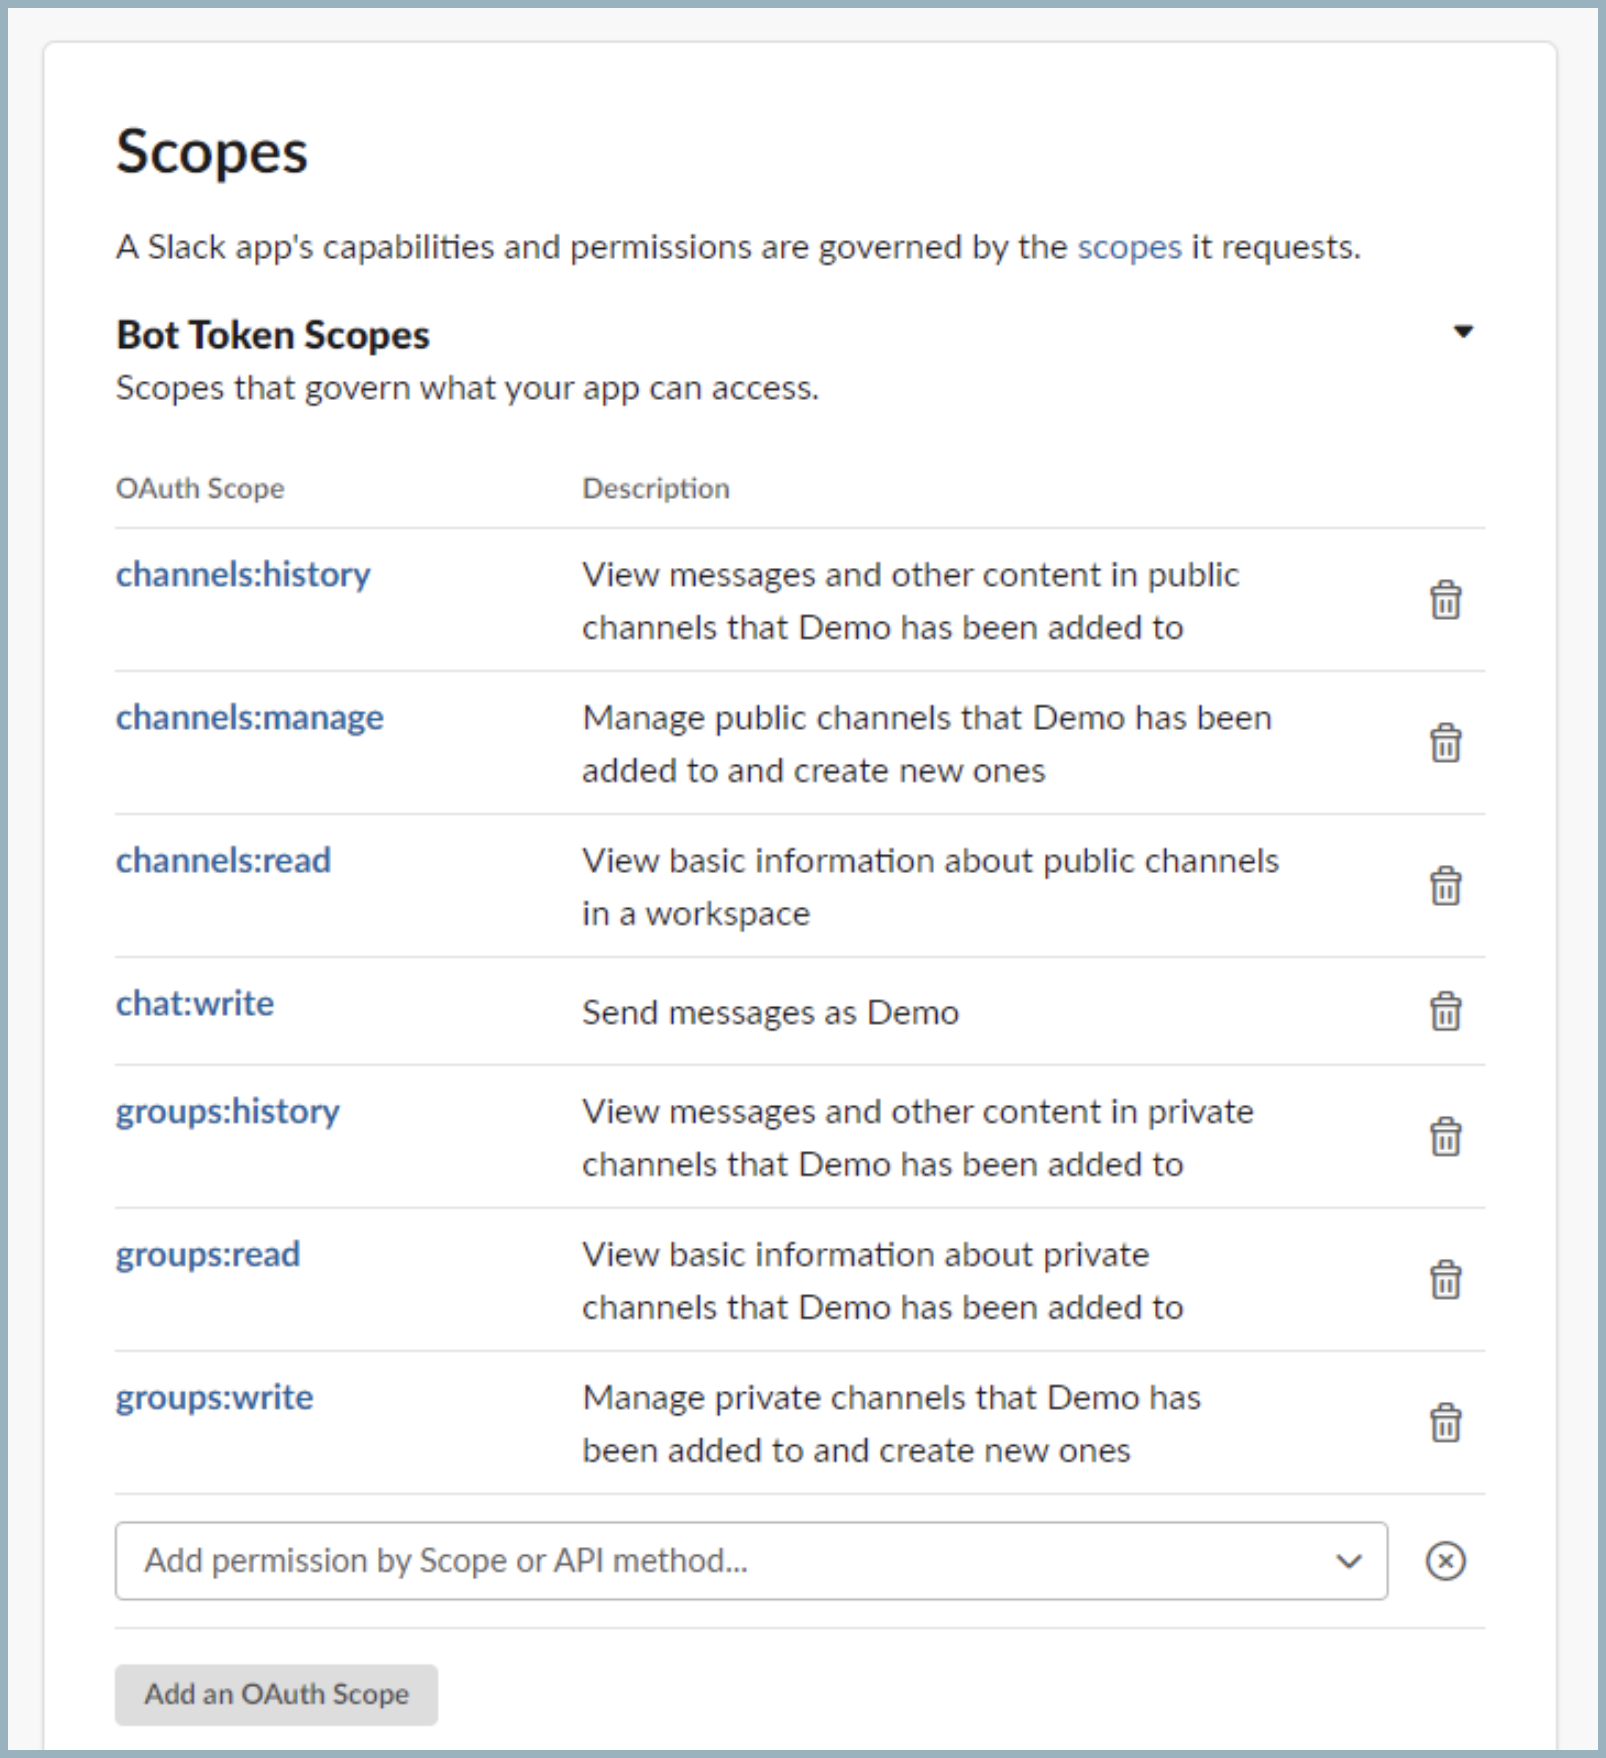 Scopes
A Slack app's capabilities and permissions are governed by the scopes it requests.
Bot Token Scopes
Scopes that govern what your app can access.
OAuth Scope Description
channels:history View messages and other content in public
channels that Demo has been added to
channels:manage Manage public channels that Demo has been
added to and create new ones
channels:read View basic information about public channels
in a workspace
chat:write Send messages as Demo
groups:history View messages and other content in private
channels that Demo has been added to
groups:read View basic information about private
channels that Demo has been added to
groups:write Manage private channels that Demo has
been added to and create new ones
Add permission by Scope or API method...
Add an OAuth Scope